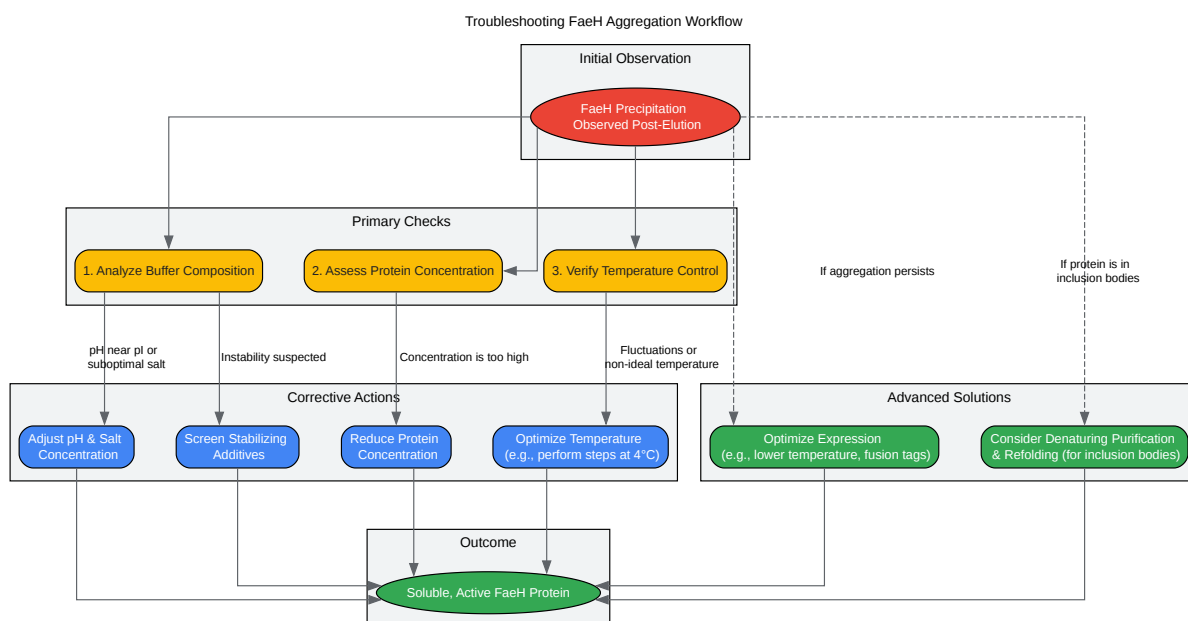 Troubleshooting FaeH Aggregation Workflow
Initial Observation
FaeH Precipitation
Observed Post-Elution
Primary Checks
1. Analyze Buffer Composition
2. Assess Protein Concentration
3. Verify Temperature Control
If aggregation persists
If protein is in
inclusion bodies
pH near pI or
suboptimal salt
Instability suspected
Concentration is too high
Fluctuations or
non-ideal temperature
Corrective Actions
Adjust pH & Salt
Concentration
Screen Stabilizing
Additives
Reduce Protein
Concentration
Optimize Temperature
(e.g., perform steps at 4°C)
Advanced Solutions
Optimize Expression
(e.g., lower temperature, fusion tags)
Consider Denaturing Purification
& Refolding (for inclusion bodies)
Outcome
Soluble, Active FaeH Protein